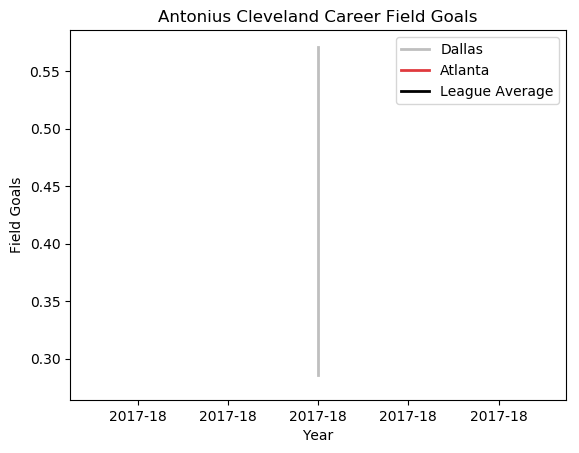 Antonius Cleveland Career Field Goals
Dallas
Atlanta
League Average
Field Goals
0.55
0.50
0.45
0.40
0.35
0.30
2017-18 2017-18 2017-18 2017-18 2017-18
Year